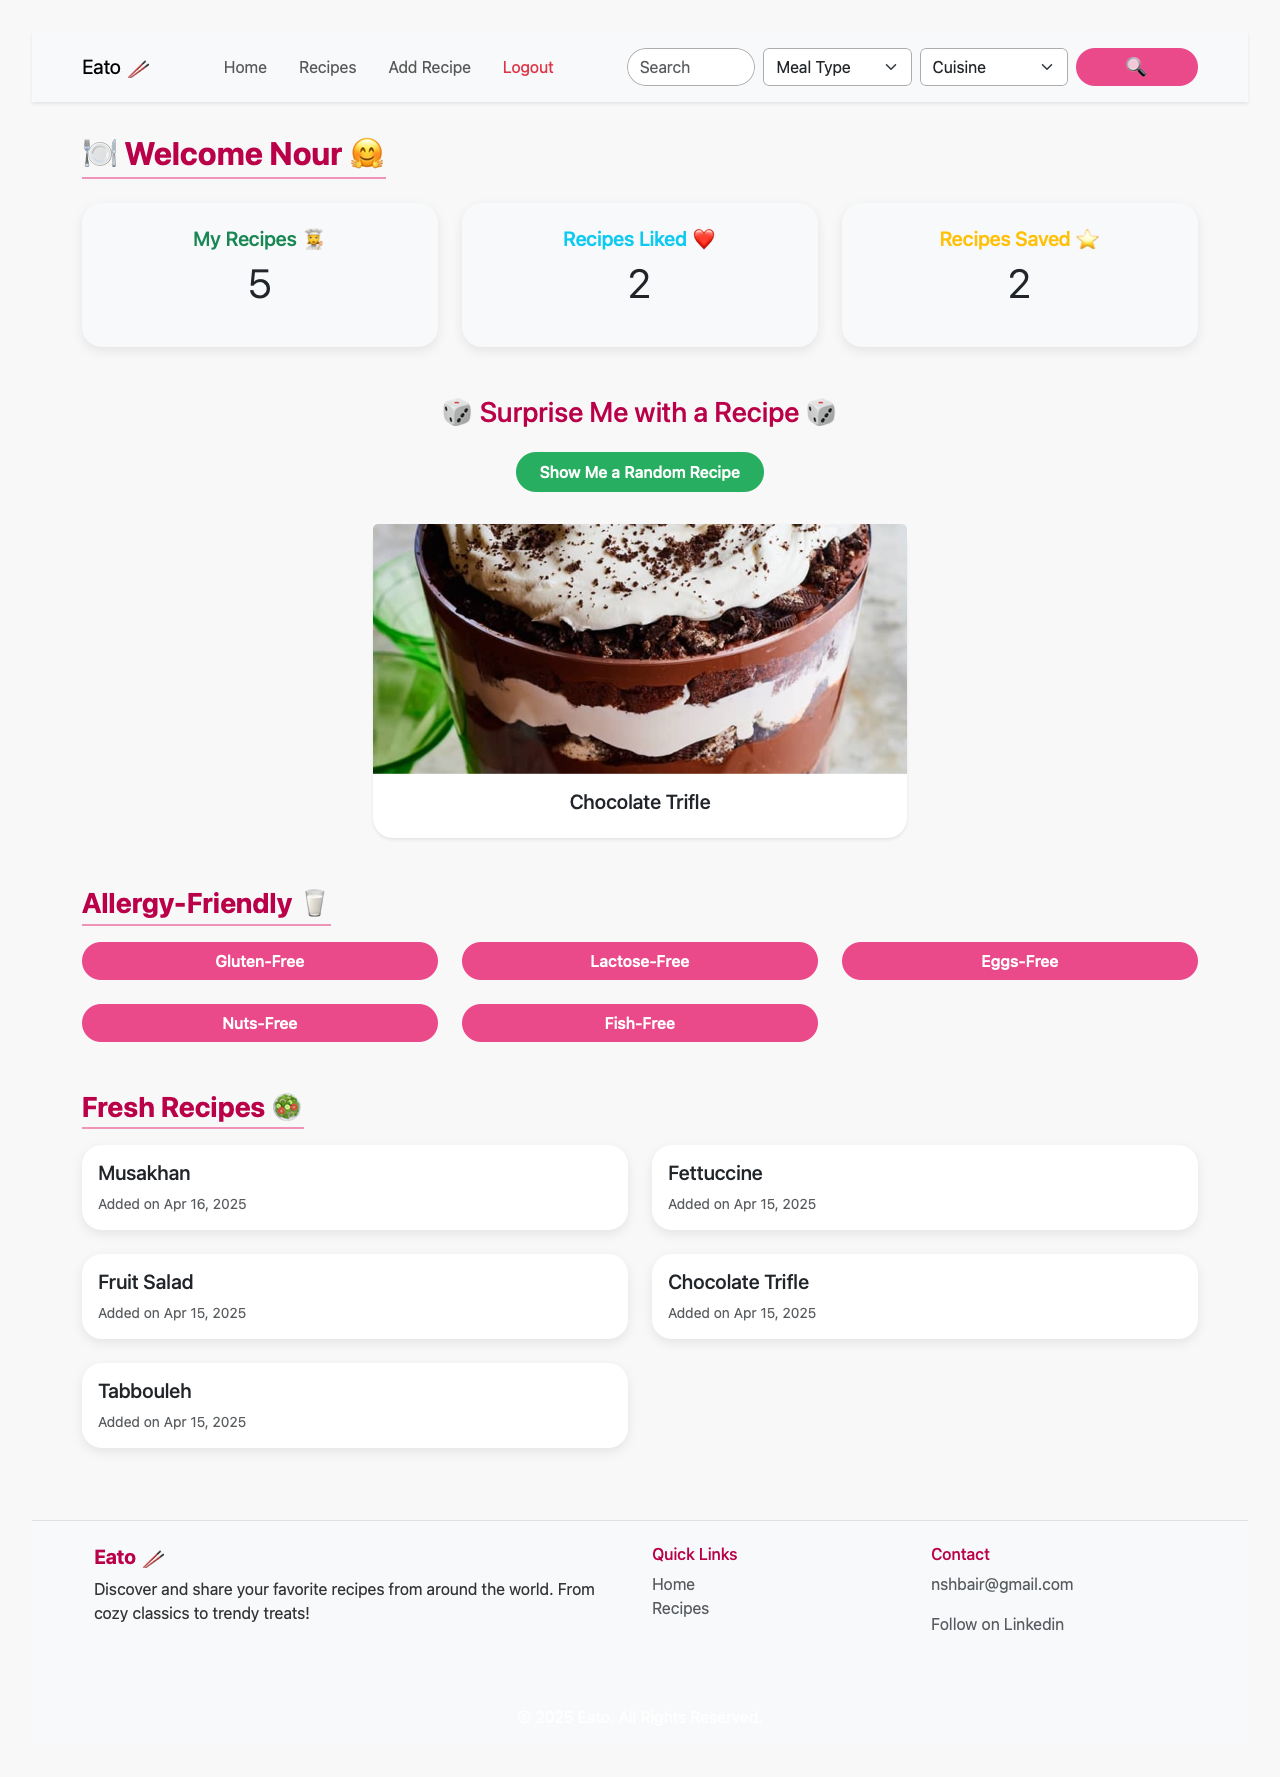 Eato 🥢
Home
Recipes
Add Recipe
Logout
Search
Meal Type
Cuisine
🔍
🍽️ Welcome Nour 🤗
My Recipes 👩‍🍳
5
Recipes Liked ❤️
2
Recipes Saved ⭐
2
🎲 Surprise Me with a Recipe 🎲
Show Me a Random Recipe
Chocolate Trifle
Allergy-Friendly 🥛
Gluten-Free
Lactose-Free
Eggs-Free
Nuts-Free
Fish-Free
Fresh Recipes 🥗
Musakhan
Added on Apr 16, 2025
Fettuccine
Added on Apr 15, 2025
Fruit Salad
Added on Apr 15, 2025
Chocolate Trifle
Added on Apr 15, 2025
Tabbouleh
Added on Apr 15, 2025
Eato 🥢
Discover and share your favorite recipes from around the world. From
cozy classics to trendy treats!
Quick Links
Home
Recipes
Contact
nshbair@gmail.com
Follow on Linkedin
© 2025 Eato. All Rights Reserved.